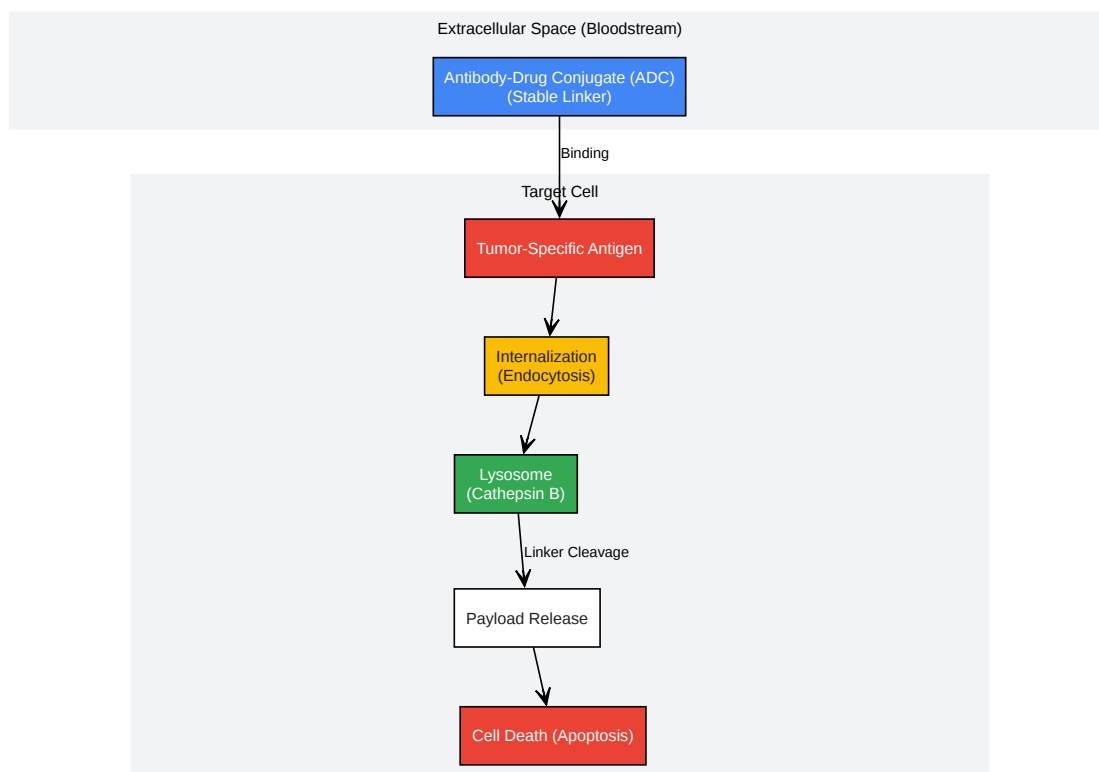 Extracellular Space (Bloodstream)
Antibody-Drug Conjugate (ADC)
(Stable Linker)
Binding
Target Cell
Tumor-Specific Antigen
Internalization
(Endocytosis)
Lysosome
(Cathepsin B)
Linker Cleavage
Payload Release
Cell Death (Apoptosis)